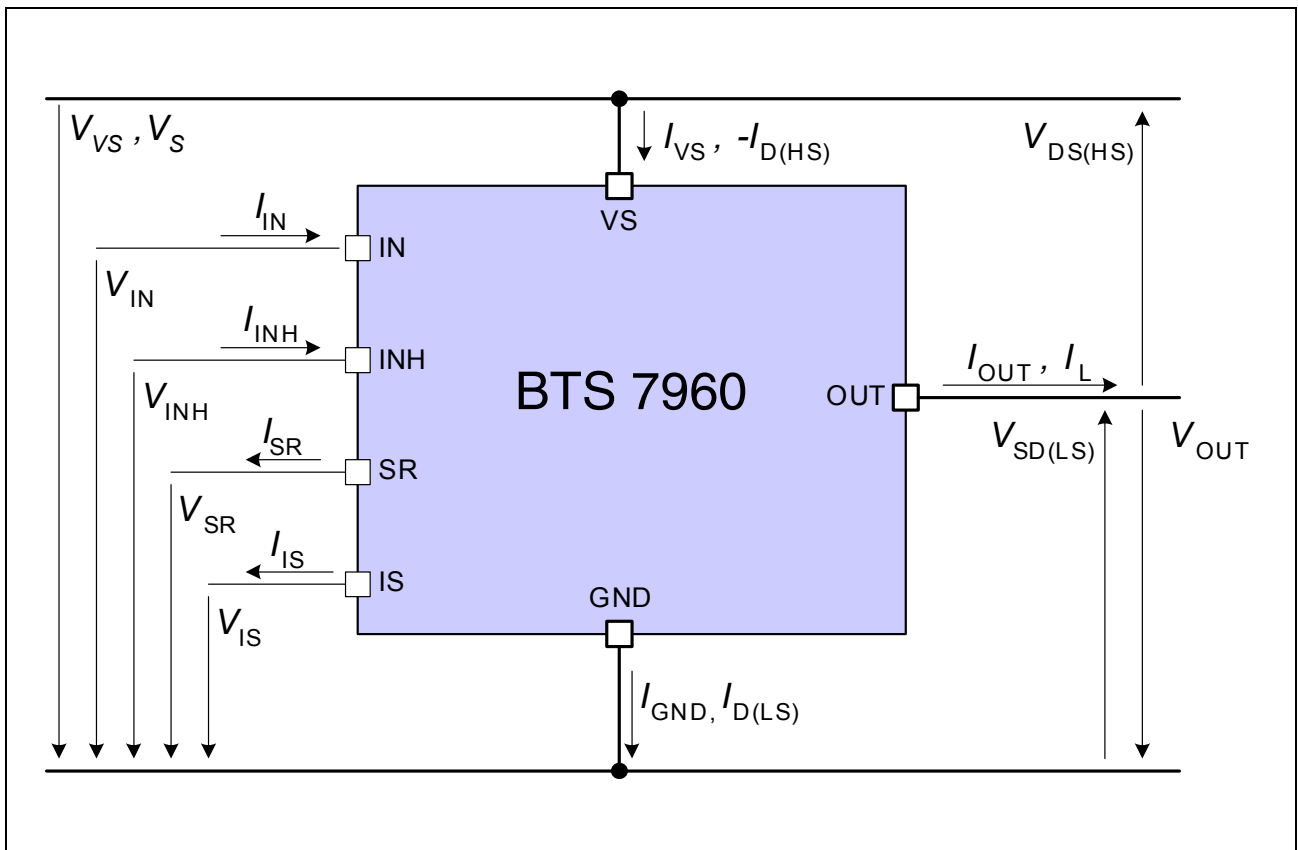 V_VS , V_S
I_VS , -I_D(HS)
V_DS(HS)
VS
I_IN
IN
V_IN
I_INH
INH
V_INH
BTS 7960
OUT
I_OUT , I_L
I_SR
SR
V_SR
V_SD(LS)
V_OUT
I_IS
IS
V_IS
GND
I_GND, I_D(LS)